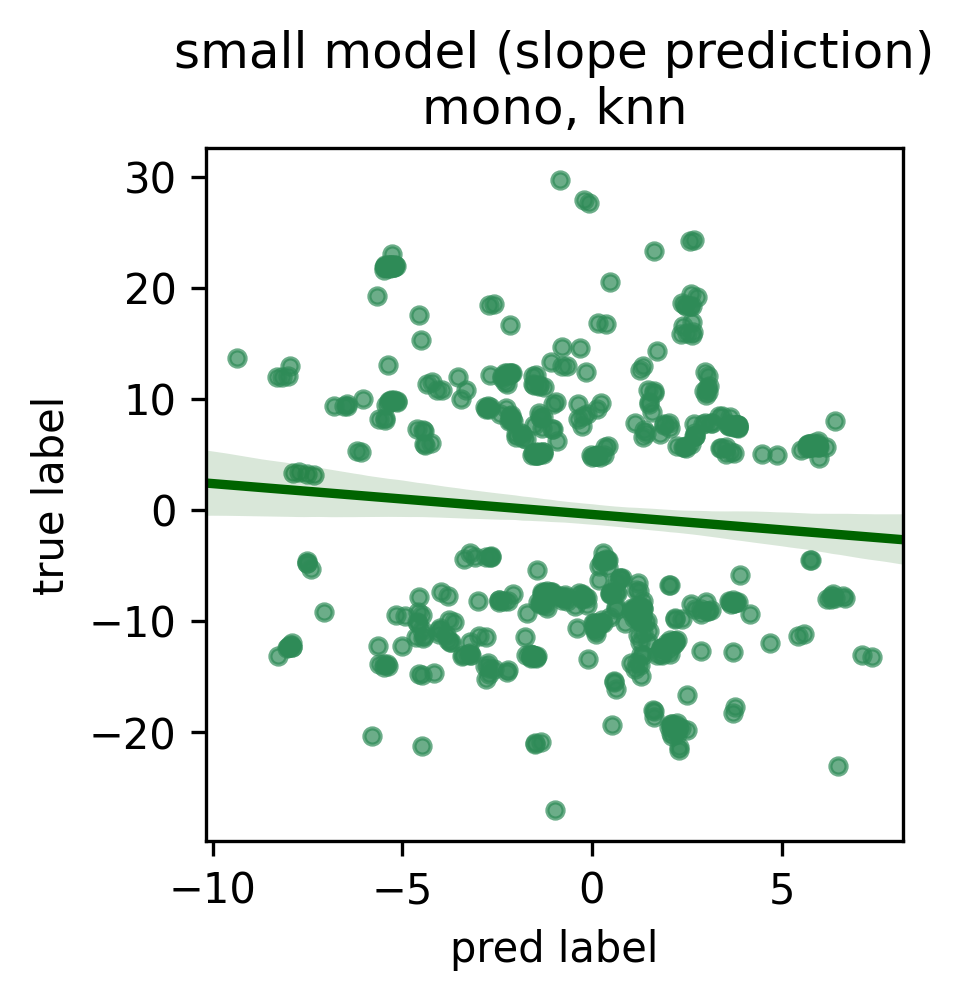 small model (slope prediction)
mono, knn
30
20
10
0
−10
−20
true label
−10
−5
0
5
pred label